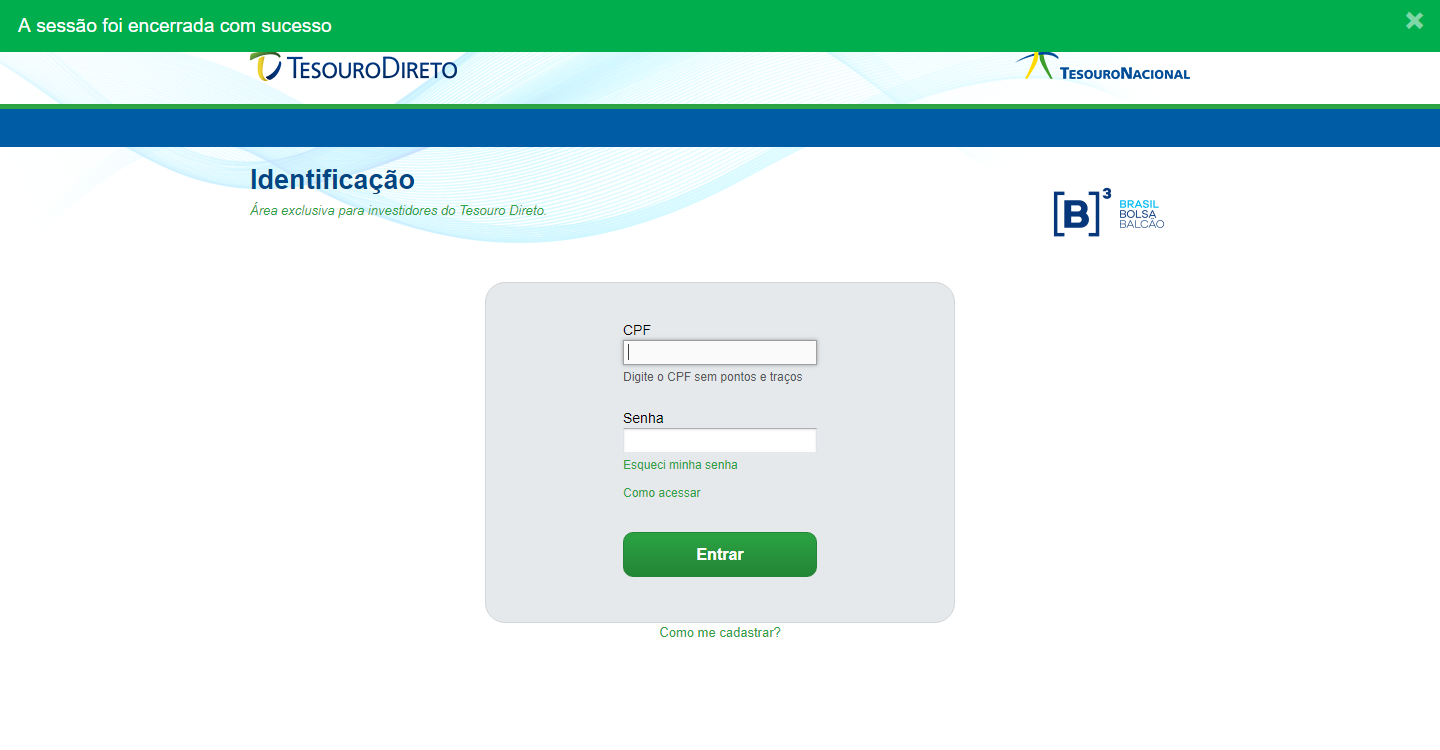 A sessão foi encerrada com sucesso
TESOURODIRETO
TESOURONACIONAL
Identificação
Área exclusiva para investidores do Tesouro Direto.
[B]³ BRASIL
BOLSA
BALCÃO
CPF
Digite o CPF sem pontos e traços
Senha
Esqueci minha senha
Como acessar
Entrar
Como me cadastrar?